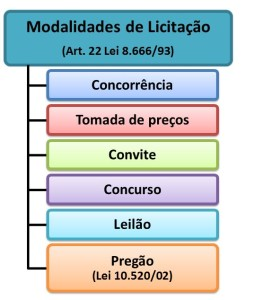 Modalidades de Licitação
(Art. 22 Lei 8.666/93)
Concorrência
Tomada de preços
Convite
Concurso
Leilão
Pregão
(Lei 10.520/02)